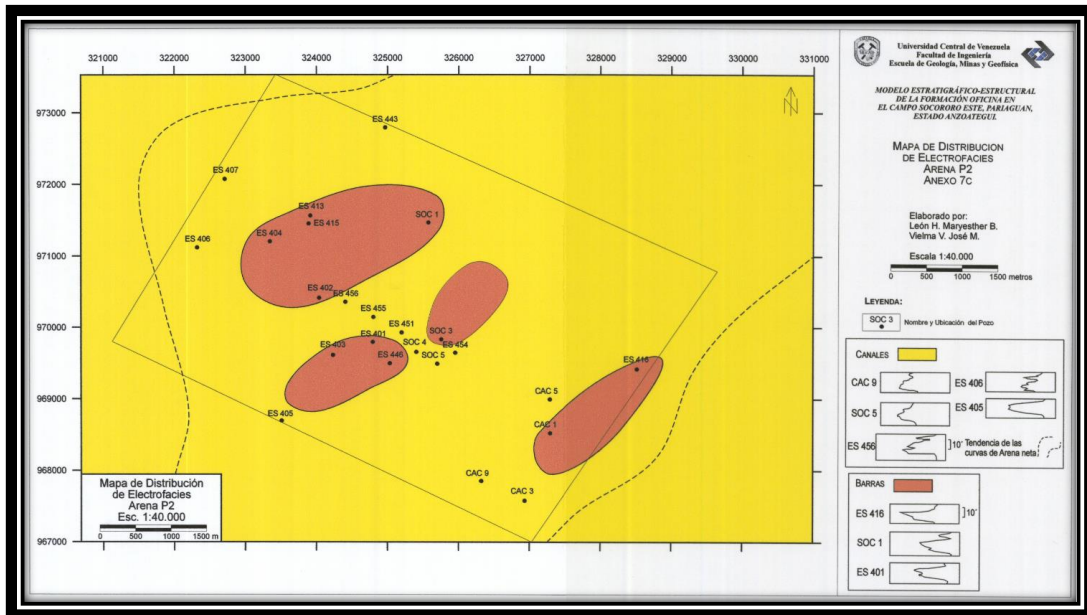 321000 322000 323000 324000 325000 326000 327000 328000 329000 330000 331000
973000
972000
971000
970000
969000
968000
967000
N
ES 443
ES 407
ES 413
ES 415
SOC 1
ES 404
ES 406
ES 402
ES 456
ES 455
ES 451
ES 401
SOC 4
SOC 3
ES 454
ES 403
ES 446
SOC 5
ES 416
ES 405
CAC 5
CAC 1
CAC 9
CAC 3
Mapa de Distribución
de Electrofacies
Arena P2
Esc. 1:40.000
0 500 1000 1500 m
Universidad Central de Venezuela
Facultad de Ingeniería
Escuela de Geología, Minas y Geofísica
MODELO ESTRATIGRÁFICO-ESTRUCTURAL
DE LA FORMACIÓN OFICINA EN
EL CAMPO SOCORORO ESTE, PARIAGUAN,
ESTADO ANZOATEGUI.
MAPA DE DISTRIBUCION
DE ELECTROFACIES
ARENA P2
ANEXO 7C
Elaborado por:
León H. Maryesther B.
Vielma V. José M.
Escala 1:40.000
0 500 1000 1500 metros
LEYENDA:
SOC 3
Nombre y Ubicación del Pozo
CANALES
CAC 9 ES 406
SOC 5 ES 405
ES 456 10' Tendencia de las
curvas de Arena neta
BARRAS
ES 416 10'
SOC 1
ES 401